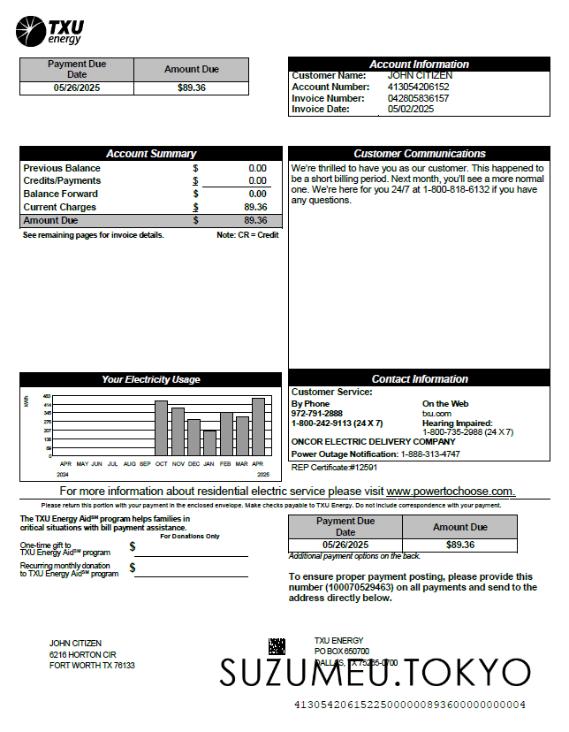 TXU
energy
Payment Due
Date
Amount Due
05/26/2025
$89.36
Account Information
Customer Name: JOHN CITIZEN
Account Number: 413054206152
Invoice Number: 042805836157
Invoice Date: 05/02/2025
Account Summary
Previous Balance $ 0.00
Credits/Payments $ 0.00
Balance Forward $ 0.00
Current Charges $ 89.36
Amount Due $ 89.36
See remaining pages for invoice details. Note: CR = Credit
Customer Communications
We're thrilled to have you as our customer. This happened to
be a short billing period. Next month, you'll see a more normal
one. We're here for you 24/7 at 1-800-818-6132 if you have
any questions.
Your Electricity Usage
kWh
414
345
276
207
138
0
APR MAY JUN JUL AUG SEP OCT NOV DEC JAN FEB MAR APR
2024 2025
Contact Information
Customer Service:
By Phone
972-791-2888
1-800-242-9113 (24 X 7)
On the Web
txu.com
Hearing Impaired:
1-800-735-2988 (24 X 7)
ONCOR ELECTRIC DELIVERY COMPANY
Power Outage Notification: 1-888-313-4747
REP Certificate:#12591
For more information about residential electric service please visit www.powertochoose.com.
Please return this portion with your payment in the enclosed envelope. Make checks payable to TXU Energy. Do not include correspondence with your payment.
The TXU Energy Aid℠ program helps families in
critical situations with bill payment assistance.
For Donations Only
One-time gift to
TXU Energy Aid℠ program $
Recurring monthly donation
to TXU Energy Aid℠ program $
Payment Due
Date
Amount Due
05/26/2025
$89.36
Additional payment options on the back.
To ensure proper payment posting, please provide this
number (100070529463) on all payments and send to the
address directly below.
JOHN CITIZEN
6216 HORTON CIR
FORT WORTH TX 76133
TXU ENERGY
PO BOX 650700
DALLAS, TX 75265-0700
SUZUMEU.TOKYO